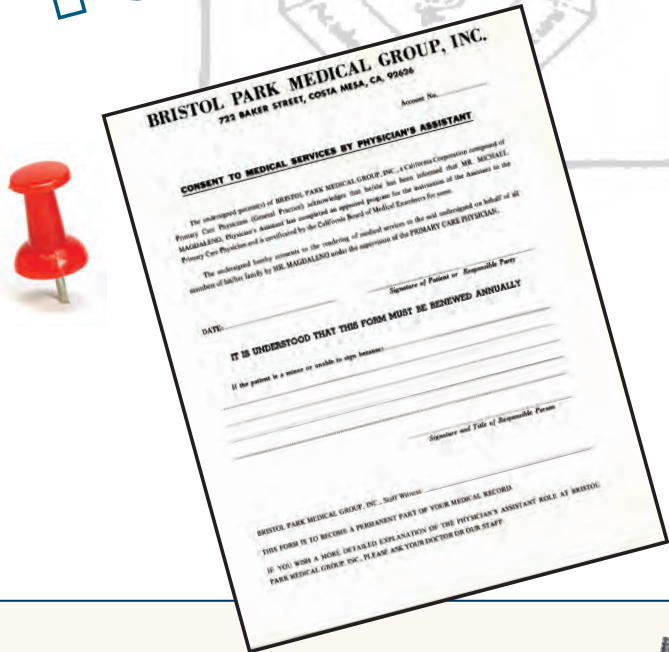 BRISTOL PARK MEDICAL GROUP, INC.
722 BAKER STREET, COSTA MESA, CA. 92626
Account No.
CONSENT TO MEDICAL SERVICES BY PHYSICIAN'S ASSISTANT
The undersigned patient(s) of BRISTOL PARK MEDICAL GROUP, INC., a California Corporation composed of
Primary Care Physicians (General Practice) acknowledges that he/she has been informed that MR. MICHAEL
MAGDALENO, Physician's Assistant has completed an approved program for the instruction of the Assistant to the
Primary Care Physician and is certificated by the California Board of Medical Examiners for same.
The undersigned hereby consents to the rendering of medical services to the said undersigned on behalf of all
members of his/her family by MR. MAGDALENO under the supervision of the PRIMARY CARE PHYSICIAN.
Signature of Patient or Responsible Party
DATE:
IT IS UNDERSTOOD THAT THIS FORM MUST BE RENEWED ANNUALLY
If the patient is a minor or unable to sign because:
Signature and Title of Responsible Person
BRISTOL PARK MEDICAL GROUP, INC., Staff Witness
THIS FORM IS TO BECOME A PERMANENT PART OF YOUR MEDICAL RECORD.
IF YOU WISH A MORE DETAILED EXPLANATION OF THE PHYSICIAN'S ASSISTANT ROLE AT BRISTOL
PARK MEDICAL GROUP, INC., PLEASE ASK YOUR DOCTOR OR OUR STAFF.